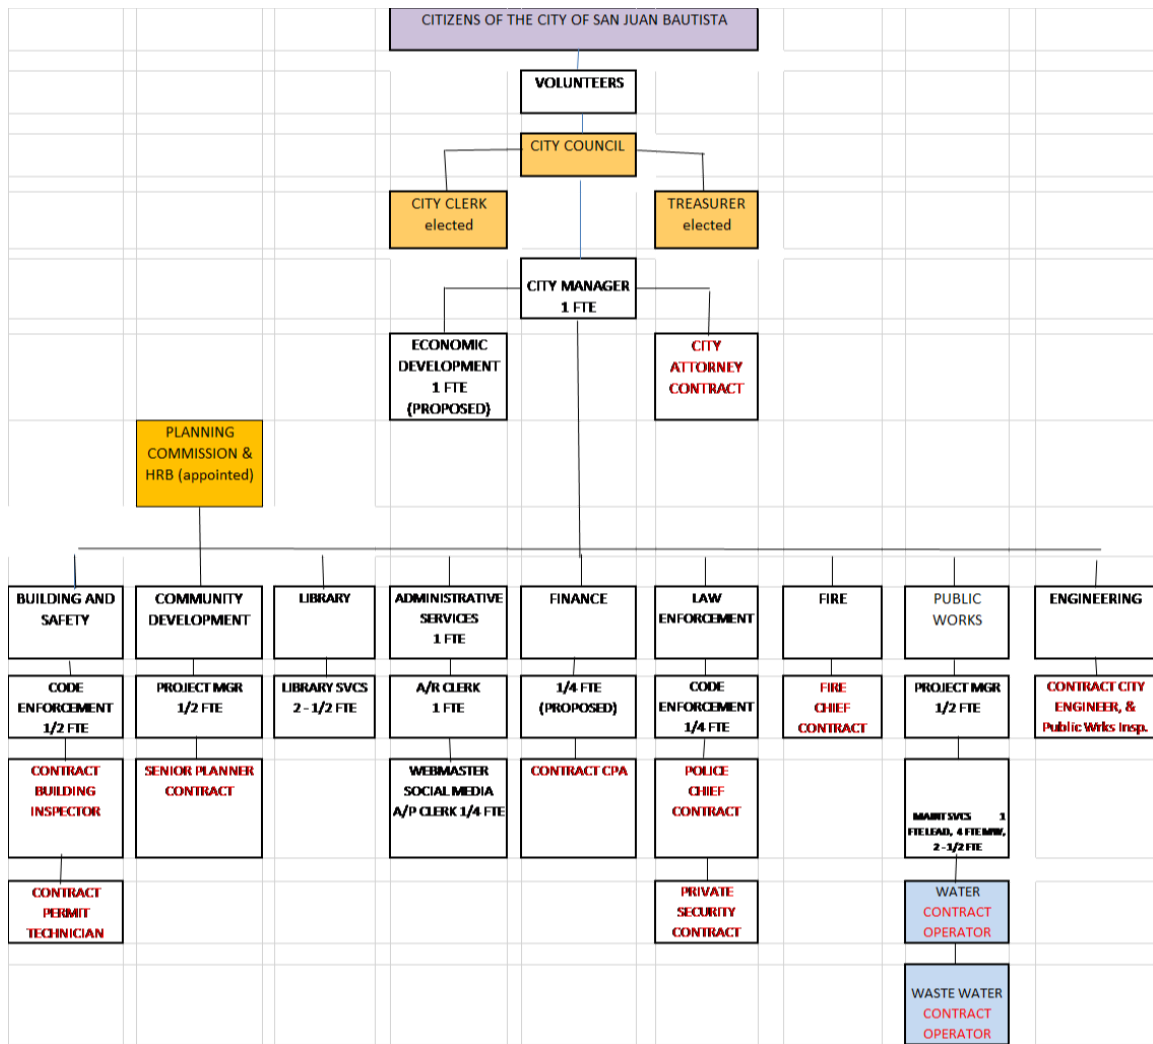 CITIZENS OF THE CITY OF SAN JUAN BAUTISTA
VOLUNTEERS
CITY COUNCIL
CITY CLERK
elected
TREASURER
elected
CITY MANAGER
1 FTE
ECONOMIC
DEVELOPMENT
1 FTE
(PROPOSED)
CITY
ATTORNEY
CONTRACT
PLANNING
COMMISSION &
HRB (appointed)
BUILDING AND
SAFETY
COMMUNITY
DEVELOPMENT
LIBRARY
ADMINISTRATIVE
SERVICES
1 FTE
FINANCE
LAW
ENFORCEMENT
FIRE
PUBLIC
WORKS
ENGINEERING
CODE
ENFORCEMENT
1/2 FTE
PROJECT MGR
1/2 FTE
LIBRARY SVCS
2 - 1/2 FTE
A/R CLERK
1 FTE
1/4 FTE
(PROPOSED)
CODE
ENFORCEMENT
1/4 FTE
FIRE
CHIEF
CONTRACT
PROJECT MGR
1/2 FTE
CONTRACT CITY
ENGINEER, &
Public Wrks Insp.
CONTRACT
BUILDING
INSPECTOR
SENIOR PLANNER
CONTRACT
WEBMASTER
SOCIAL MEDIA
A/P CLERK 1/4 FTE
CONTRACT CPA
POLICE
CHIEF
CONTRACT
MAINT SVCS 1
FTE LEAD, 4 FTE MW,
2 - 1/2 FTE
CONTRACT
PERMIT
TECHNICIAN
PRIVATE
SECURITY
CONTRACT
WATER
CONTRACT
OPERATOR
WASTE WATER
CONTRACT
OPERATOR